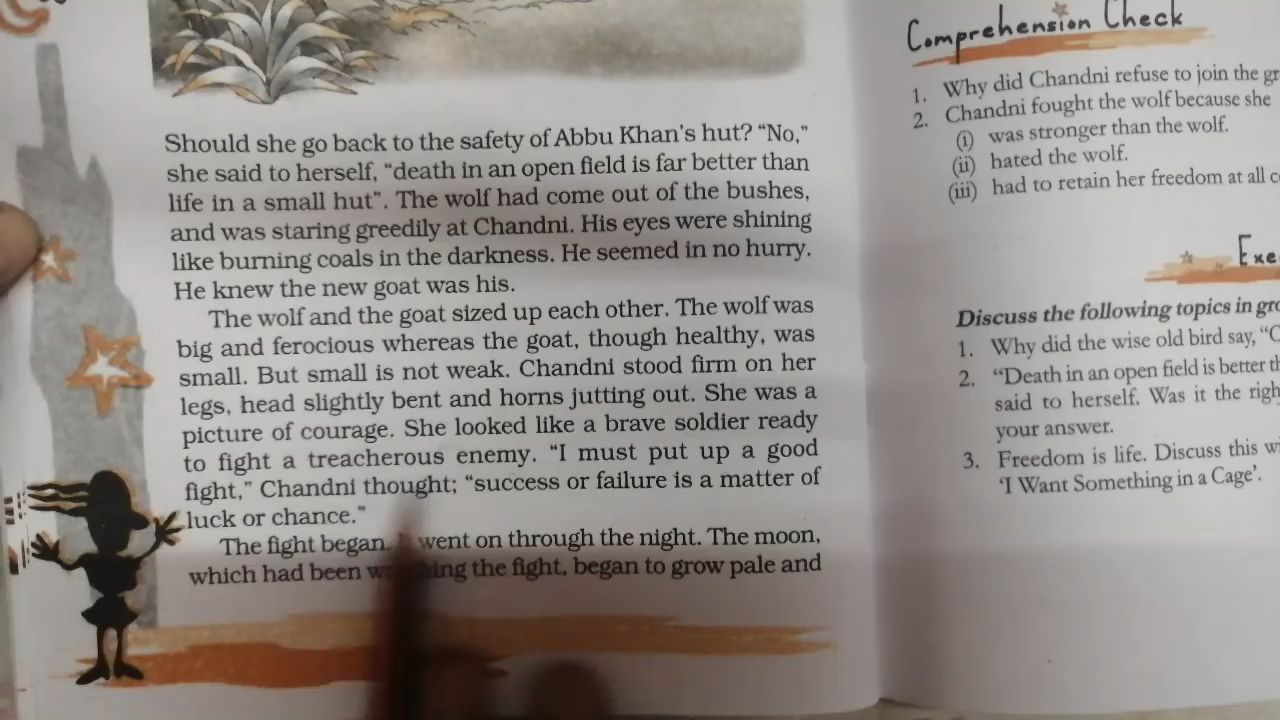 Should she go back to the safety of Abbu Khan's hut? “No,”
she said to herself, “death in an open field is far better than
life in a small hut”. The wolf had come out of the bushes,
and was staring greedily at Chandni. His eyes were shining
like burning coals in the darkness. He seemed in no hurry.
He knew the new goat was his.
The wolf and the goat sized up each other. The wolf was
big and ferocious whereas the goat, though healthy, was
small. But small is not weak. Chandni stood firm on her
legs, head slightly bent and horns jutting out. She was a
picture of courage. She looked like a brave soldier ready
to fight a treacherous enemy. “I must put up a good
fight,” Chandni thought; “success or failure is a matter of
luck or chance.”
The fight began. went on through the night. The moon,
which had been the fight, began to grow pale and
Comprehension Check
1. Why did Chandni refuse to join the
2. Chandni fought the wolf because she
(i) was stronger than the wolf.
(ii) hated the wolf.
(iii) had to retain her freedom at all
Discuss the following topics in
1. Why did the wise old bird say, “
2. “Death in an open field is better
said to herself. Was it the
your answer.
3. Freedom is life. Discuss this
‘I Want Something in a Cage’.